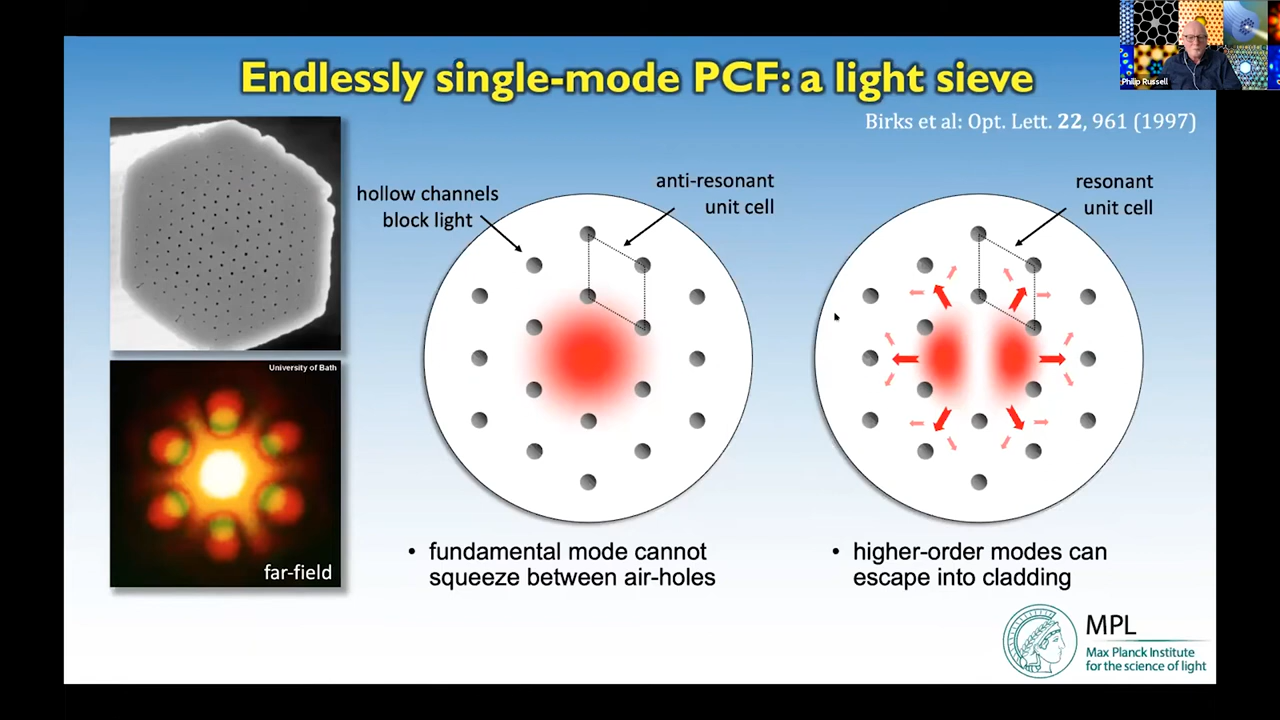 Endlessly single-mode PCF: a light sieve
Philip Russell
Birks et al: Opt. Lett. 22, 961 (1997)
hollow channels
block light
anti-resonant
unit cell
resonant
unit cell
University of Bath
far-field
• fundamental mode cannot
squeeze between air-holes
• higher-order modes can
escape into cladding
MPL
Max Planck Institute
for the science of light